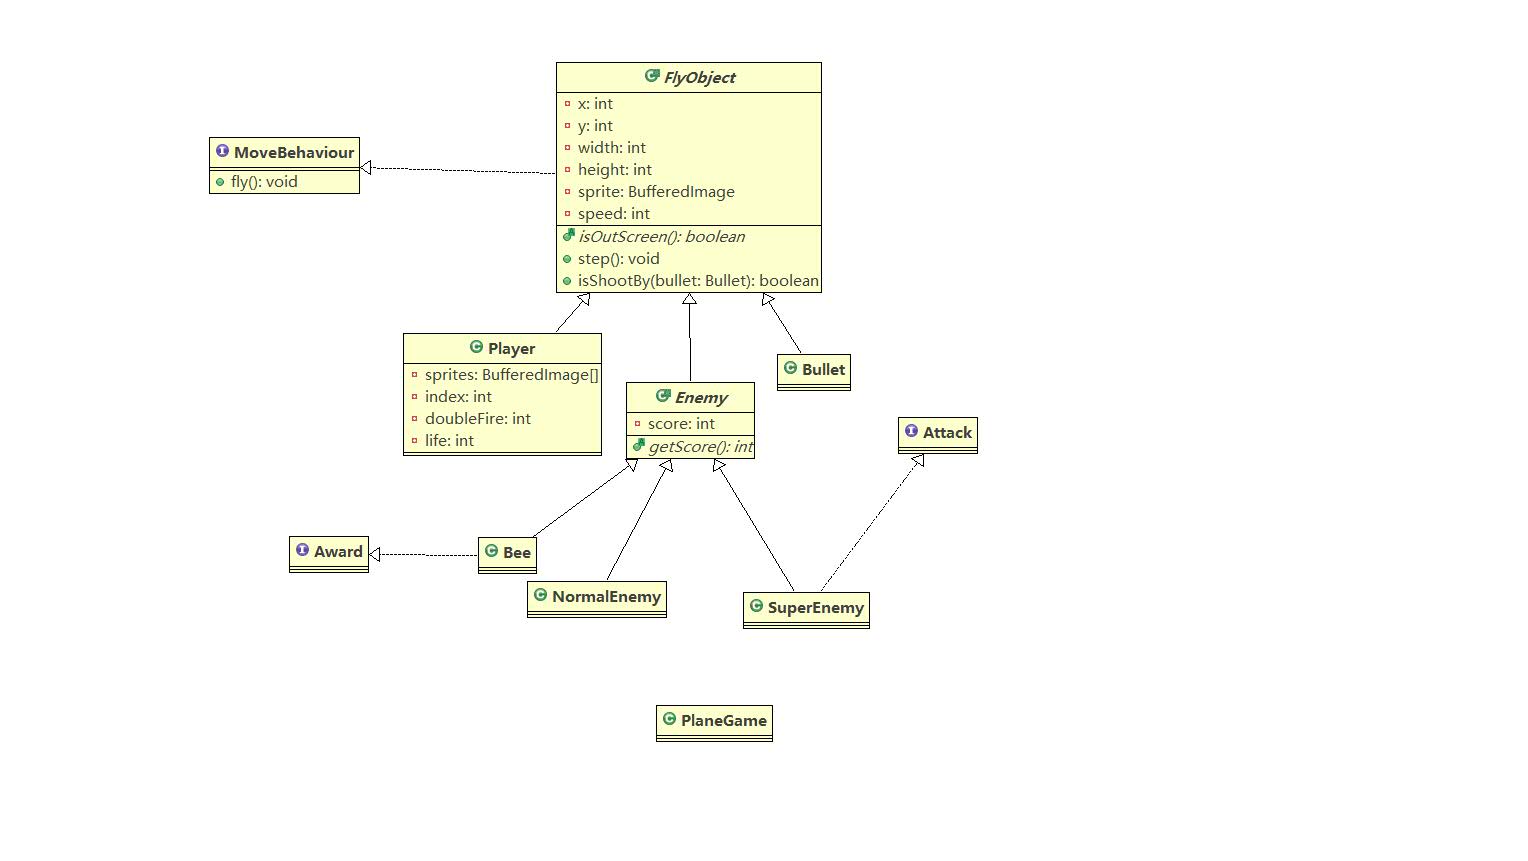 FlyObject
x: int
y: int
width: int
height: int
sprite: BufferedImage
speed: int
isOutScreen(): boolean
step(): void
isShootBy(bullet: Bullet): boolean
MoveBehaviour
fly(): void
Player
sprites: BufferedImage[]
index: int
doubleFire: int
life: int
Enemy
score: int
getScore(): int
Bullet
Attack
Award
Bee
NormalEnemy
SuperEnemy
PlaneGame